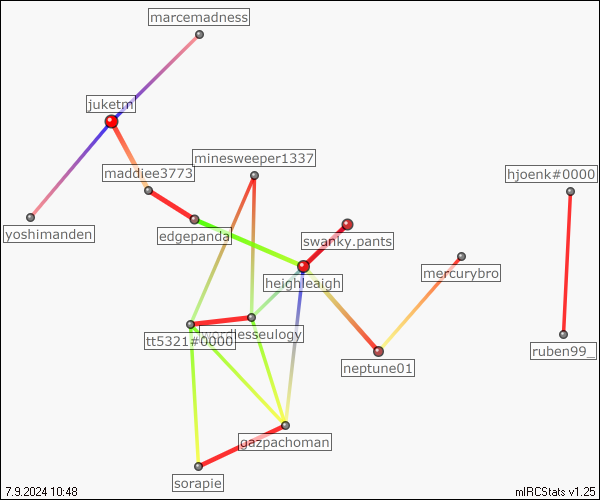 marcemadness
juketm
minesweeper1337
maddiee3773
hjoenk#0000
yoshimanden
edgepanda
swanky.pants
mercurybro
heighleaigh
wordlesseulogy
tt5321#0000
ruben99_
neptune01
gazpachoman
sorapie
7.9.2024 10:48
mIRCStats v1.25